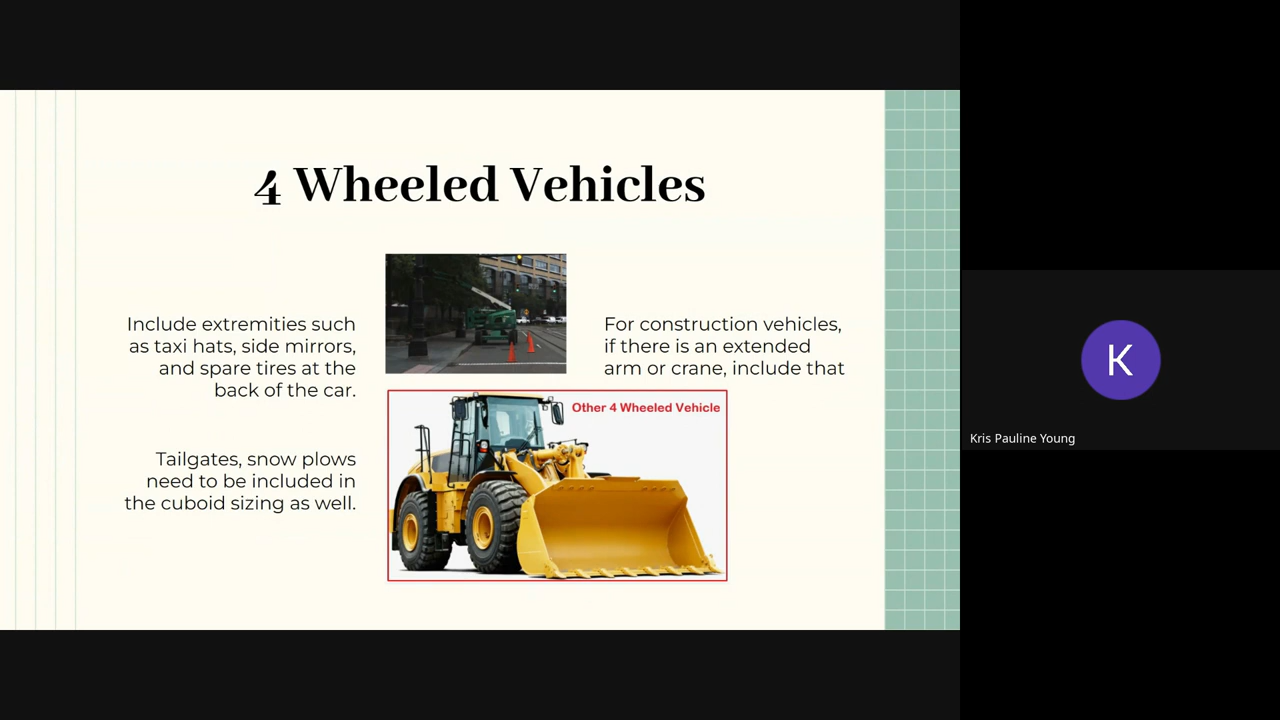 4 Wheeled Vehicles
Include extremities such
as taxi hats, side mirrors,
and spare tires at the
back of the car.
Tailgates, snow plows
need to be included in
the cuboid sizing as well.
For construction vehicles,
if there is an extended
arm or crane, include that
Other 4 Wheeled Vehicle
K
Kris Pauline Young